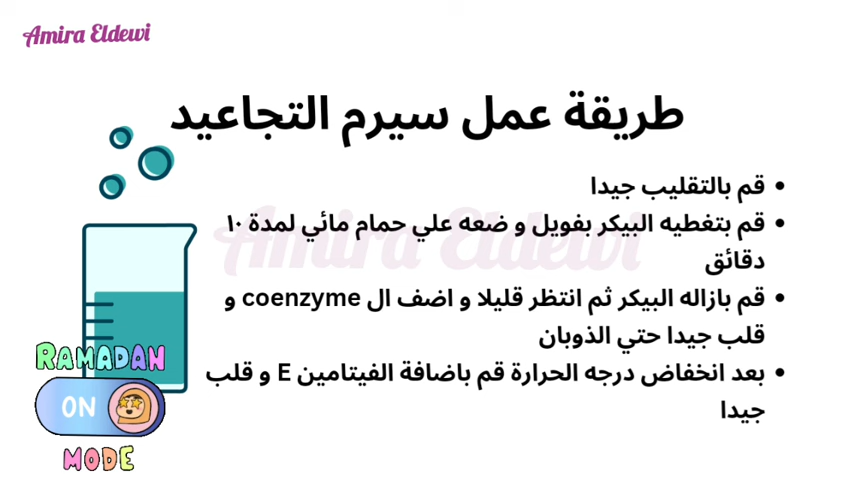 Amira Eldewi
طريقة عمل سيرم التجاعيد
• قم بالتقليب جيدا
• قم بتغطيه البيكر بفويل و ضعه علي حمام مائي لمدة ١٠
دقائق
• قم بازاله البيكر ثم انتظر قليلا و اضف ال coenzyme و
قلب جيدا حتي الذوبان
• بعد انخفاض درجه الحرارة قم باضافة الفيتامين E و قلب
جيدا
Amira Eldewi
RAMADAN
ON
MODE